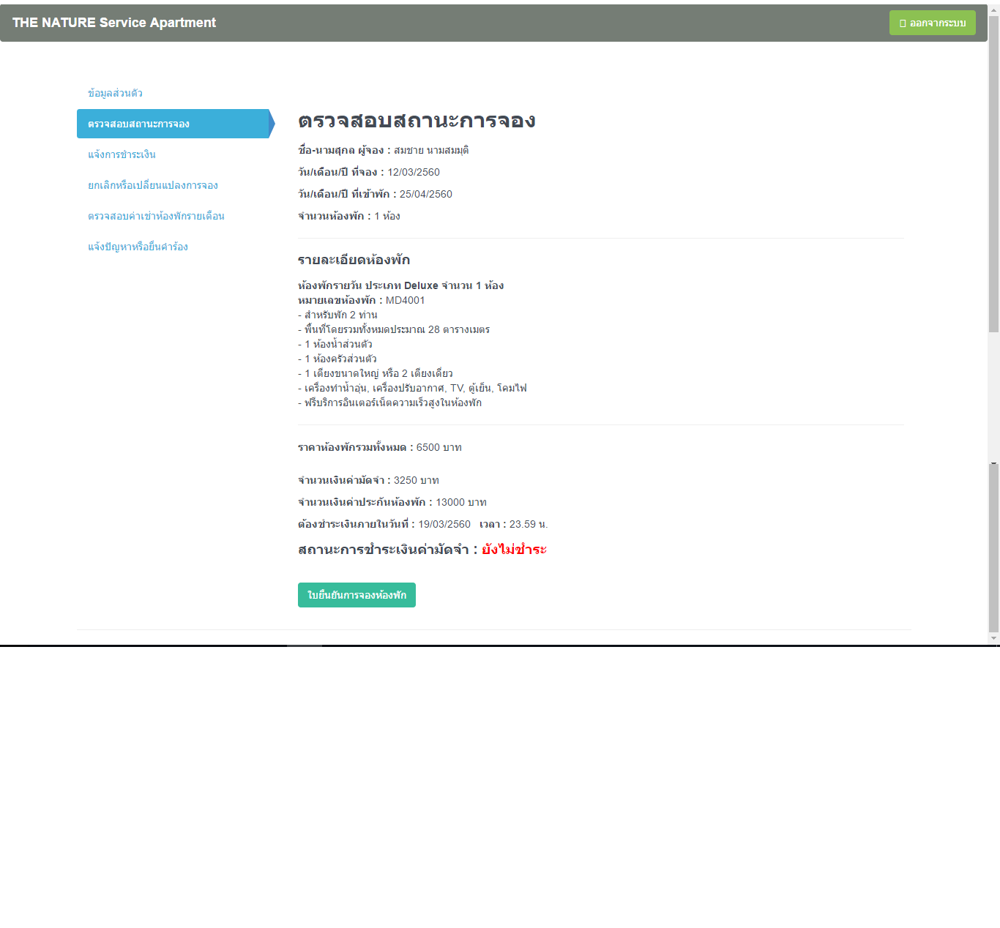 THE NATURE Service Apartment
ออกจากระบบ
ข้อมูลส่วนตัว
ตรวจสอบสถานะการจอง
แจ้งการชำระเงิน
ยกเลิกหรือเปลี่ยนแปลงการจอง
ตรวจสอบค่าเช่าห้องพักรายเดือน
แจ้งปัญหาหรือยื่นคำร้อง
ตรวจสอบสถานะการจอง
ชื่อ-นามสุกล ผู้จอง : สมชาย นามสมมุติ
วัน/เดือน/ปี ที่จอง : 12/03/2560
วัน/เดือน/ปี ที่เข้าพัก : 25/04/2560
จำนวนห้องพัก : 1 ห้อง
รายละเอียดห้องพัก
ห้องพักรายวัน ประเภท Deluxe จำนวน 1 ห้อง
หมายเลขห้องพัก : MD4001
- สำหรับพัก 2 ท่าน
- พื้นที่โดยรวมทั้งหมดประมาณ 28 ตารางเมตร
- 1 ห้องน้ำส่วนตัว
- 1 ห้องครัวส่วนตัว
- 1 เตียงขนาดใหญ่ หรือ 2 เตียงเดี่ยว
- เครื่องทำน้ำอุ่น, เครื่องปรับอากาศ, TV, ตู้เย็น, โคมไฟ
- ฟรีบริการอินเตอร์เน็ตความเร็วสูงในห้องพัก
ราคาห้องพักรวมทั้งหมด : 6500 บาท
จำนวนเงินค่ามัดจำ : 3250 บาท
จำนวนเงินค่าประกันห้องพัก : 13000 บาท
ต้องชำระเงินภายในวันที่ : 19/03/2560 เวลา : 23.59 น.
สถานะการชำระเงินค่ามัดจำ : ยังไม่ชำระ
ใบยืนยันการจองห้องพัก